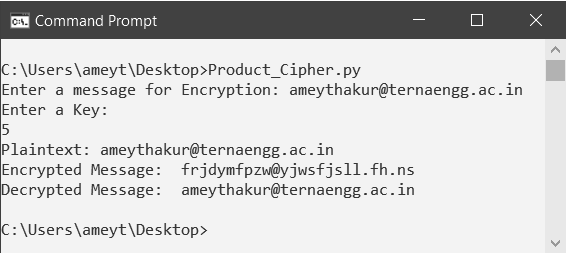 Command Prompt
C:\Users\ameyt\Desktop>Product_Cipher.py
Enter a message for Encryption: ameythakur@ternaengg.ac.in
Enter a Key:
5
Plaintext: ameythakur@ternaengg.ac.in
Encrypted Message:  frjdymfpzw@yjwsfjsll.fh.ns
Decrypted Message:  ameythakur@ternaengg.ac.in
C:\Users\ameyt\Desktop>